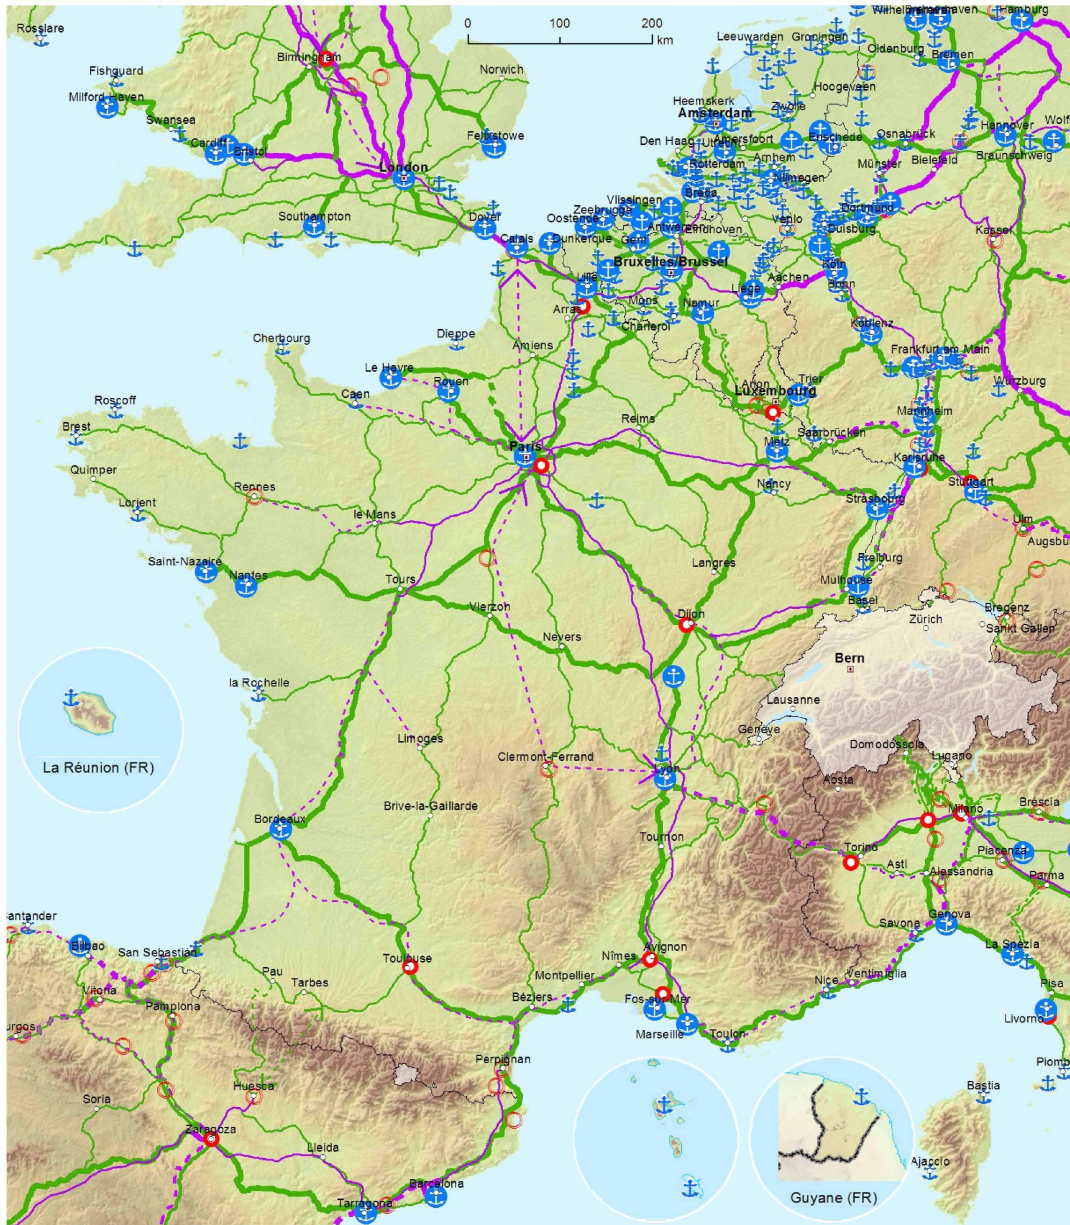 0 100 200
km
Rosslare
Wilhelmshaven
Bremerhaven
Hamburg
Leeuwarden
Groningen
Oldenburg
Bremen
Birmingham
Fishguard
Norwich
Hoogeveen
Milford Haven
Heemskerk
Zwolle
Swansea
Amsterdam
Hannover
Wolf
Cardiff
Bristol
Felixstowe
Den Haag
Utrecht
Amersfoort
Enschede
Osnabrück
Braunschweig
London
Rotterdam
Arnhem
Bielefeld
Münster
Nijmegen
Breda
Vlissingen
Southampton
Dover
Zeebrugge
Oostende
Antwerpen
Venlo
Dortmund
Duisburg
Kassel
Calais
Dunkerque
Gent
Eindhoven
Bruxelles/Brussel
Köln
Lille
Aachen
Liège
Bonn
Arras
Mons
Namur
Charleroi
Koblenz
Cherbourg
Dieppe
Amiens
Frankfurt am Main
Le Havre
Rouen
Trier
Arlon
Würzburg
Luxembourg
Roscoff
Caen
Mannheim
Brest
Reims
Saarbrücken
Paris
Metz
Karlsruhe
Quimper
Rennes
Nancy
Stuttgart
Lorient
le Mans
Strasbourg
Ulm
Augsbu
Saint-Nazaire
Nantes
Tours
Langres
Freiburg
Mulhouse
Basel
Vierzon
Dijon
Bregenz
Zürich
Sankt Gallen
Nevers
Bern
la Rochelle
Lausanne
Limoges
Genève
Domodossola
Lugano
La Réunion (FR)
Clermont-Ferrand
Lyon
Aosta
Brive-la-Gaillarde
Milano
Brescia
Bordeaux
Tournon
Torino
Piacenza
Asti
Alessandria
Parma
Santander
Savona
Genova
Bilbao
San Sebastián
Toulouse
Nîmes
Avignon
La Spezia
Pau
Montpellier
Nice
Ventimiglia
Vitoria
Tarbes
Béziers
Fos-sur-Mer
Pisa
Pamplona
Marseille
Toulon
Livorno
urgos
Perpignan
Piomb
Huesca
Bastia
Soria
Zaragoza
Lleida
Ajaccio
Barcelona
Tarragona
Guyane (FR)